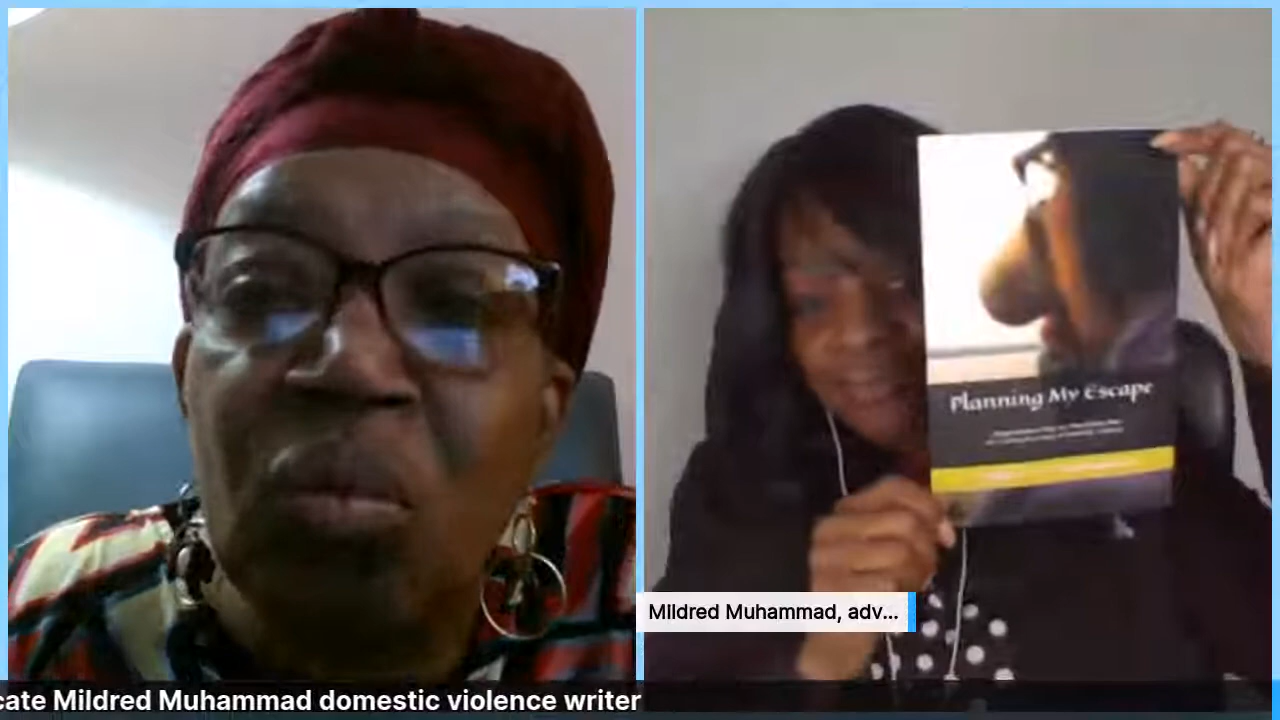 Planning My Escape
Mildred Muhammad, adv...
cate Mildred Muhammad domestic violence writer